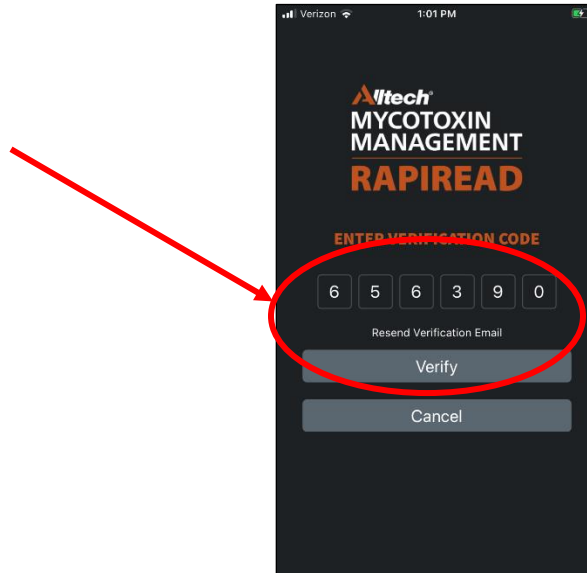 Verizon 1:01 PM
Alltech®
MYCOTOXIN
MANAGEMENT
RAPIREAD
ENTER VERIFICATION CODE
6 5 6 3 9 0
Resend Verification Email
Verify
Cancel